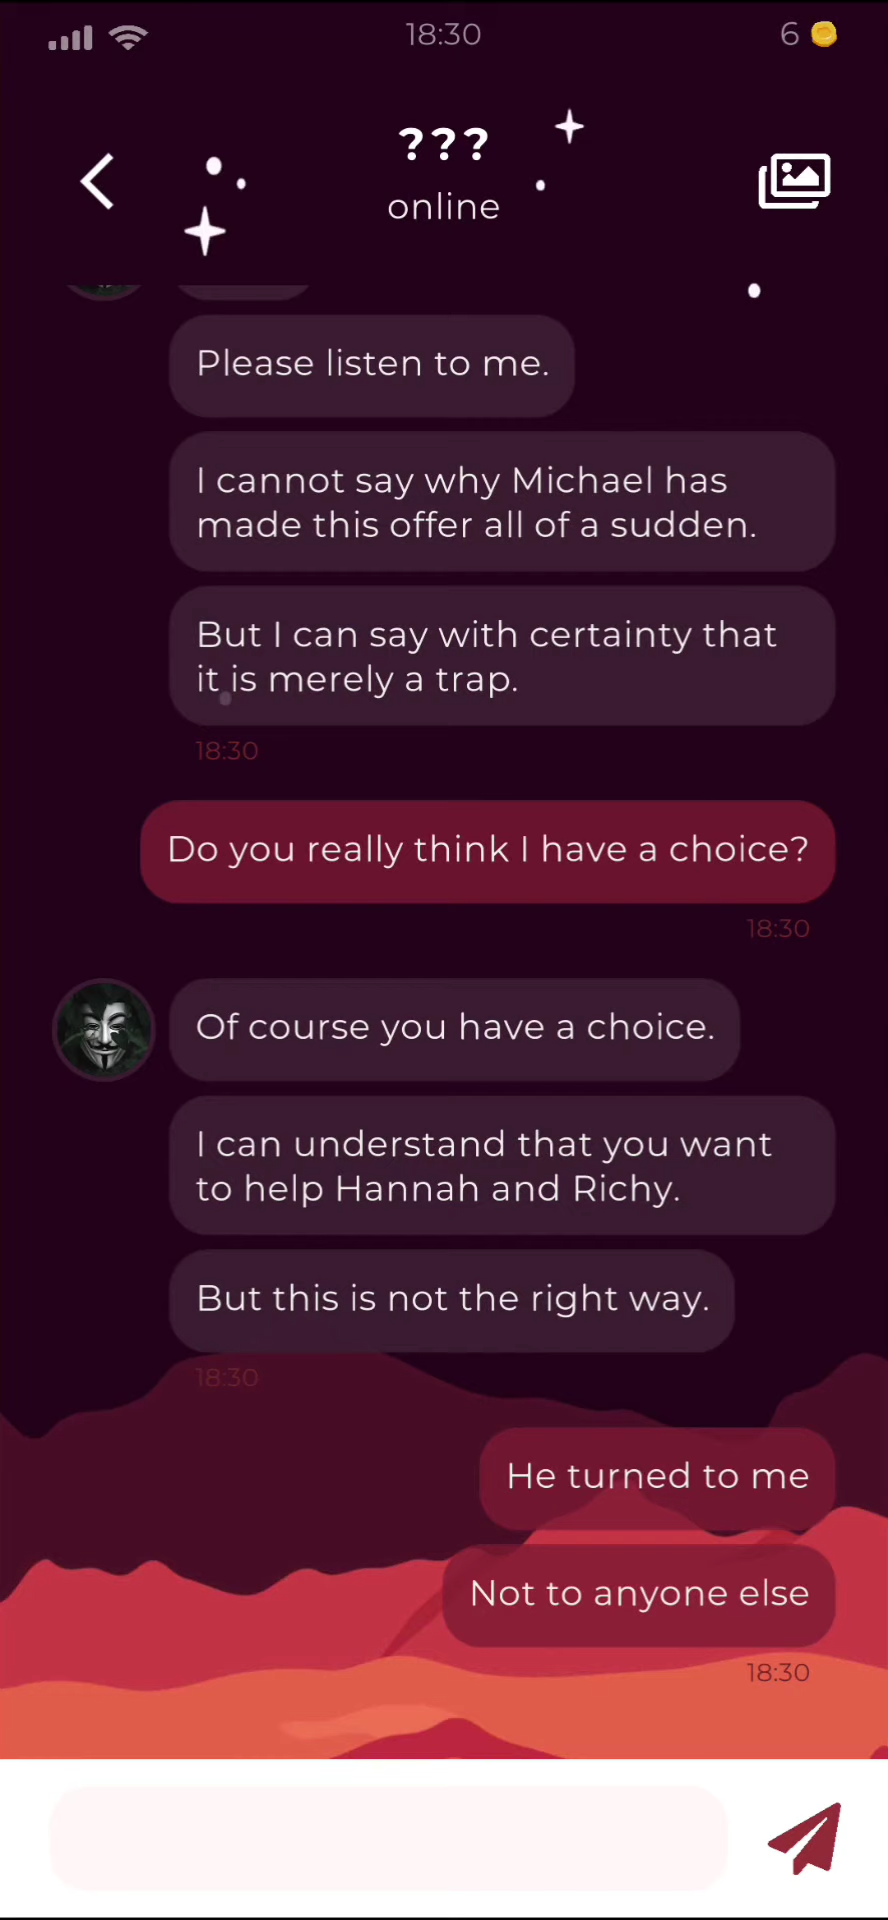 18:30
6
???
online
Please listen to me.
I cannot say why Michael has
made this offer all of a sudden.
But I can say with certainty that
it is merely a trap.
18:30
Do you really think I have a choice?
18:30
Of course you have a choice.
I can understand that you want
to help Hannah and Richy.
But this is not the right way.
18:30
He turned to me
Not to anyone else
18:30